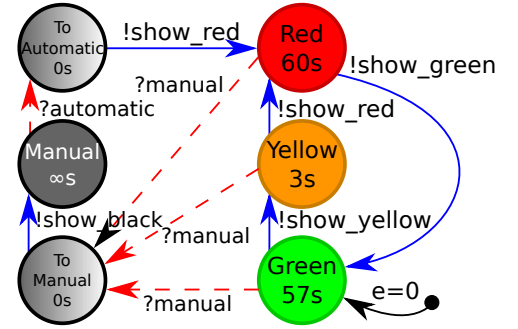 To
Automatic
0s
!show_red
Red
60s
!show_green
?manual
?automatic
!show_red
Manual
∞s
Yellow
3s
!show_black
?manual
!show_yellow
To
Manual
0s
Green
57s
?manual
e=0